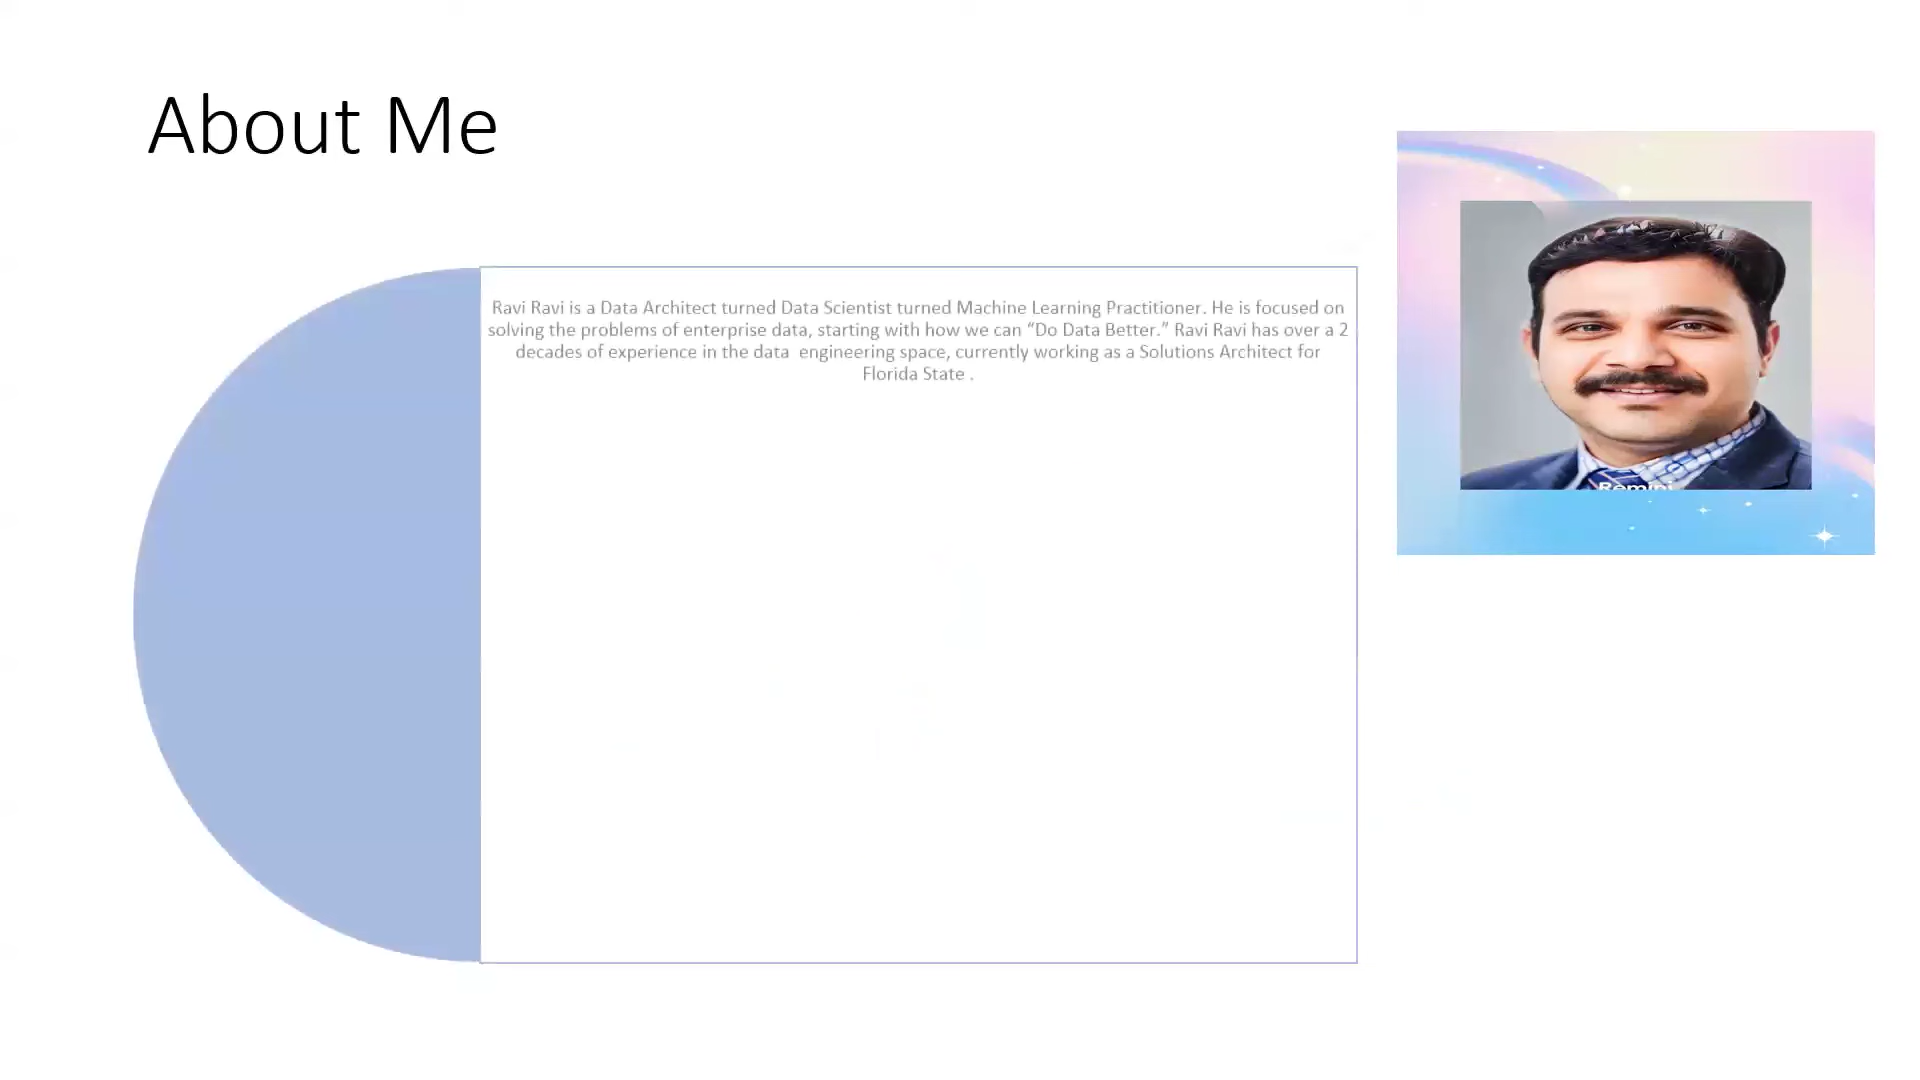 About Me
Ravi Ravi is a Data Architect turned Data Scientist turned Machine Learning Practitioner. He is focused on
solving the problems of enterprise data, starting with how we can “Do Data Better.” Ravi Ravi has over a 2
decades of experience in the data  engineering space, currently working as a Solutions Architect for
Florida State .
Remini